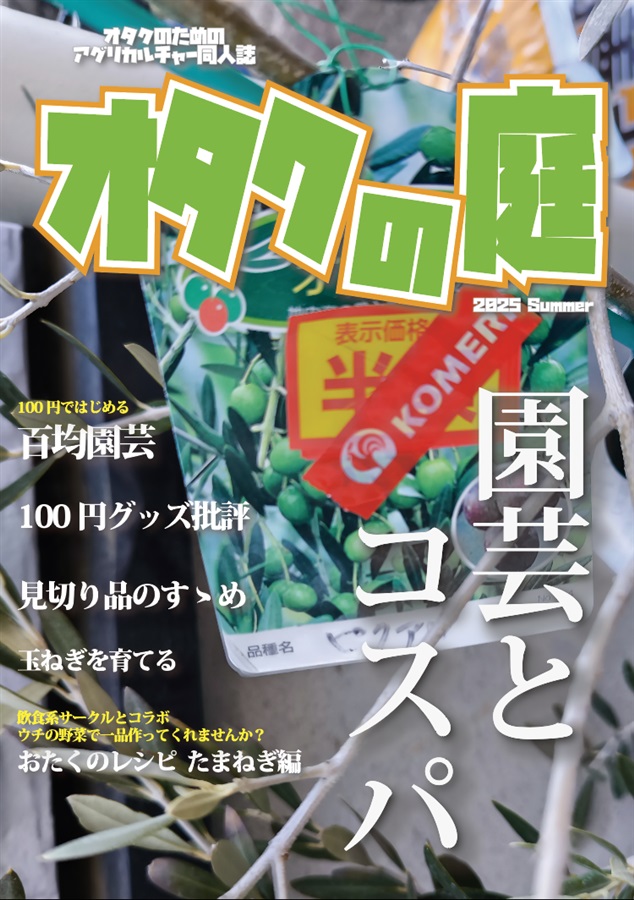 オタクのための
アグリカルチャー同人誌
オタクの庭
2025 Summer
表示価格
半
KOMERI
園芸と
コスパ
100円ではじめる
百均園芸
100円グッズ批評
見切り品のすゝめ
玉ねぎを育てる
飲食系サークルとコラボ
ウチの野菜で一品作ってくれませんか？
おたくのレシピ たまねぎ編
品種名